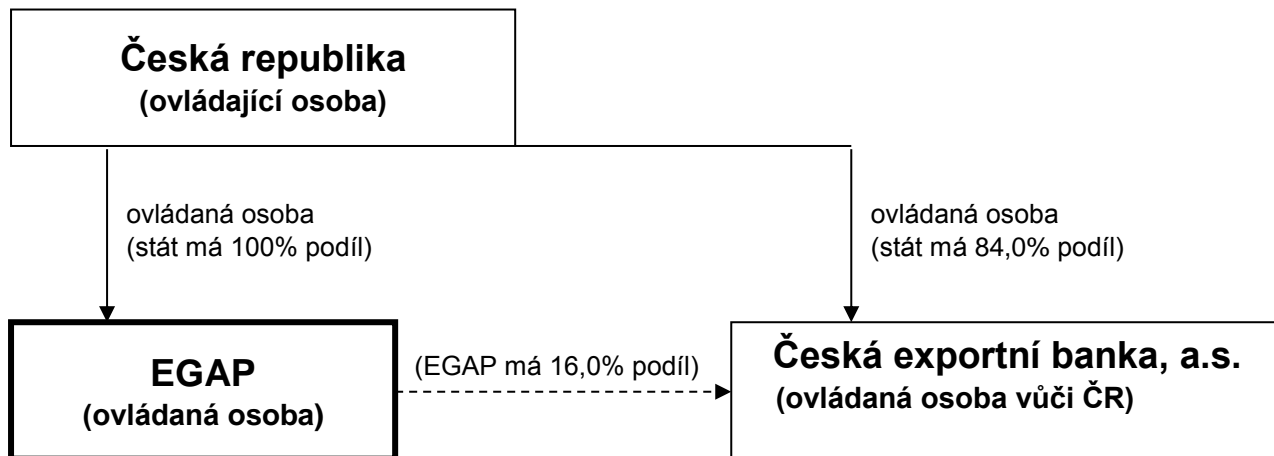 Česká republika
(ovládající osoba)
ovládaná osoba
(stát má 100% podíl)
ovládaná osoba
(stát má 84,0% podíl)
EGAP
(ovládaná osoba)
(EGAP má 16,0% podíl)
Česká exportní banka, a.s.
(ovládaná osoba vůči ČR)